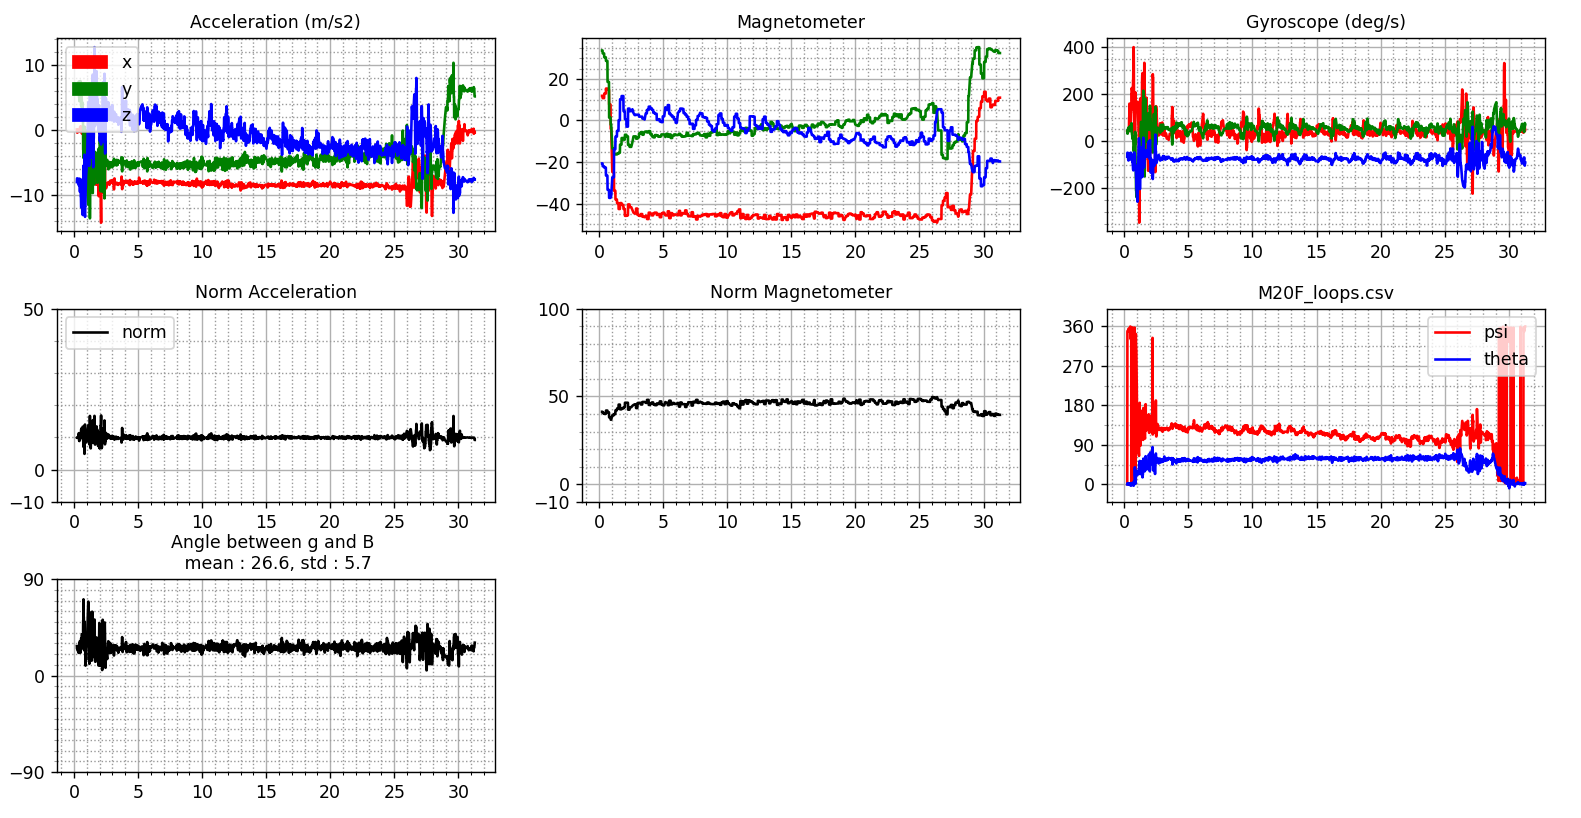 Acceleration (m/s2)
x
y
z
10
0
−10
0 5 10 15 20 25 30
Magnetometer
20
0
−20
−40
0 5 10 15 20 25 30
Gyroscope (deg/s)
400
200
0
−200
0 5 10 15 20 25 30
Norm Acceleration
norm
50
0
−10
0 5 10 15 20 25 30
Norm Magnetometer
100
50
0
−10
0 5 10 15 20 25 30
M20F_loops.csv
psi
theta
360
270
180
90
0
0 5 10 15 20 25 30
Angle between g and B
mean : 26.6, std : 5.7
90
0
−90
0 5 10 15 20 25 30